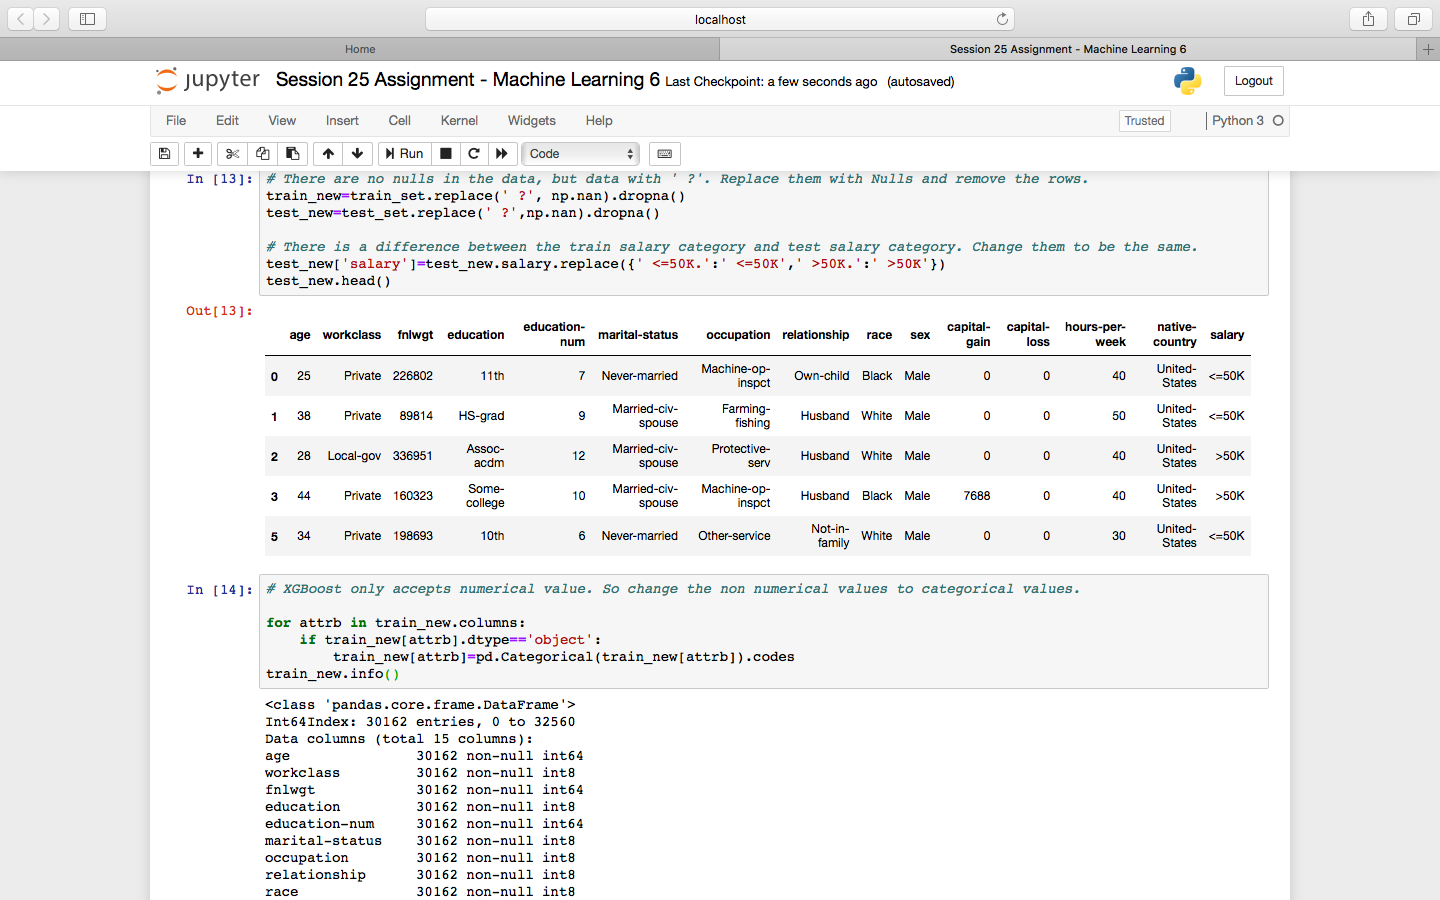 localhost
Home
Session 25 Assignment - Machine Learning 6
jupyter Session 25 Assignment - Machine Learning 6 Last Checkpoint: a few seconds ago (autosaved)
Logout
File Edit View Insert Cell Kernel Widgets Help
Trusted
Python 3
Run
Code
In [13]: # There are no nulls in the data, but data with ' ?'. Replace them with Nulls and remove the rows.
train_new=train_set.replace(' ?', np.nan).dropna()
test_new=test_set.replace(' ?',np.nan).dropna()
# There is a difference between the train salary category and test salary category. Change them to be the same.
test_new['salary']=test_new.salary.replace({' <=50K.':' <=50K',' >50K.':' >50K'})
test_new.head()
Out[13]:
age workclass fnlwgt education education-num marital-status occupation relationship race sex capital-gain capital-loss hours-per-week native-country salary
0 25 Private 226802 11th 7 Never-married Machine-op-inspct Own-child Black Male 0 0 40 United-States <=50K
1 38 Private 89814 HS-grad 9 Married-civ-spouse Farming-fishing Husband White Male 0 0 50 United-States <=50K
2 28 Local-gov 336951 Assoc-acdm 12 Married-civ-spouse Protective-serv Husband White Male 0 0 40 United-States >50K
3 44 Private 160323 Some-college 10 Married-civ-spouse Machine-op-inspct Husband Black Male 7688 0 40 United-States >50K
5 34 Private 198693 10th 6 Never-married Other-service Not-in-family White Male 0 0 30 United-States <=50K
In [14]: # XGBoost only accepts numerical value. So change the non numerical values to categorical values.
for attrb in train_new.columns:
    if train_new[attrb].dtype=='object':
        train_new[attrb]=pd.Categorical(train_new[attrb]).codes
train_new.info()
<class 'pandas.core.frame.DataFrame'>
Int64Index: 30162 entries, 0 to 32560
Data columns (total 15 columns):
age 30162 non-null int64
workclass 30162 non-null int8
fnlwgt 30162 non-null int64
education 30162 non-null int8
education-num 30162 non-null int64
marital-status 30162 non-null int8
occupation 30162 non-null int8
relationship 30162 non-null int8
race 30162 non-null int8